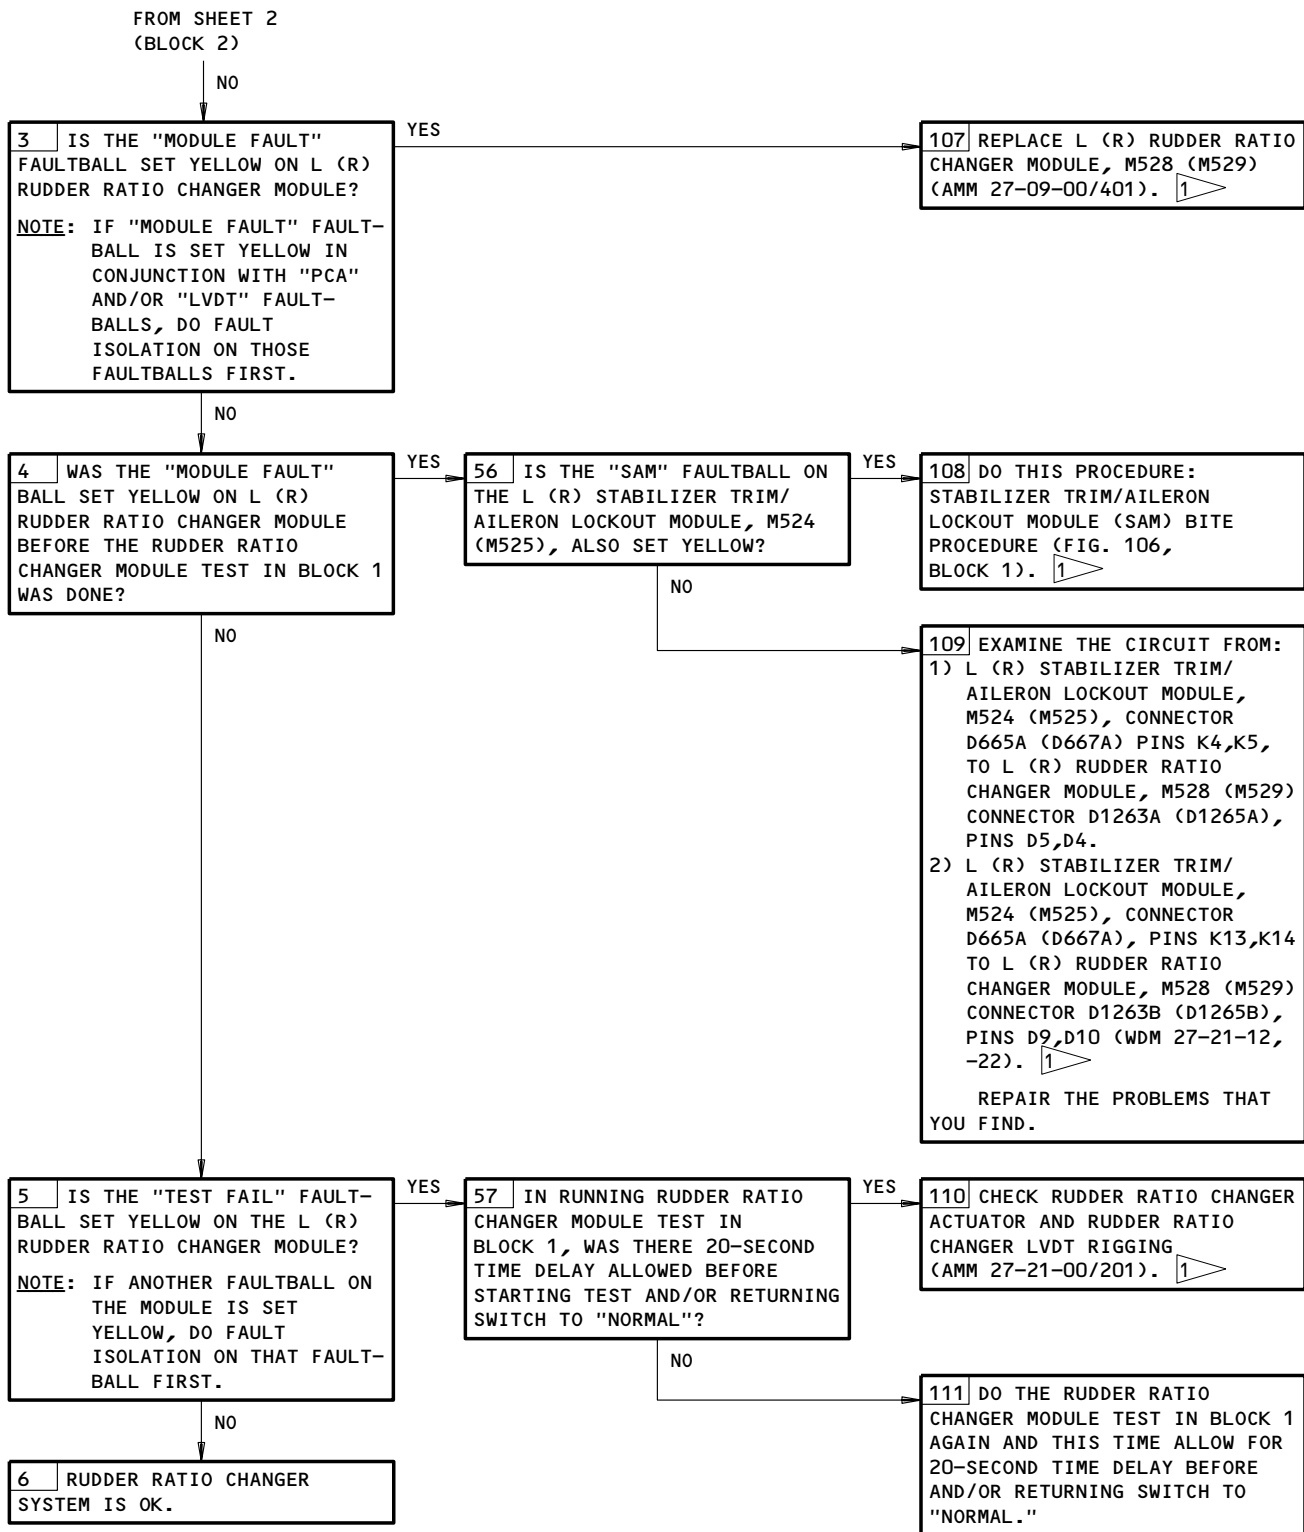 FROM SHEET 2
(BLOCK 2)
NO
3 IS THE "MODULE FAULT"
FAULTBALL SET YELLOW ON L (R)
RUDDER RATIO CHANGER MODULE?
NOTE: IF "MODULE FAULT" FAULT-
BALL IS SET YELLOW IN
CONJUNCTION WITH "PCA"
AND/OR "LVDT" FAULT-
BALLS, DO FAULT
ISOLATION ON THOSE
FAULTBALLS FIRST.
YES
107 REPLACE L (R) RUDDER RATIO
CHANGER MODULE, M528 (M529)
(AMM 27-09-00/401). 1
NO
4 WAS THE "MODULE FAULT"
BALL SET YELLOW ON L (R)
RUDDER RATIO CHANGER MODULE
BEFORE THE RUDDER RATIO
CHANGER MODULE TEST IN BLOCK 1
WAS DONE?
YES
56 IS THE "SAM" FAULTBALL ON
THE L (R) STABILIZER TRIM/
AILERON LOCKOUT MODULE, M524
(M525), ALSO SET YELLOW?
YES
108 DO THIS PROCEDURE:
STABILIZER TRIM/AILERON
LOCKOUT MODULE (SAM) BITE
PROCEDURE (FIG. 106,
BLOCK 1). 1
NO
109 EXAMINE THE CIRCUIT FROM:
1) L (R) STABILIZER TRIM/
AILERON LOCKOUT MODULE,
M524 (M525), CONNECTOR
D665A (D667A) PINS K4,K5,
TO L (R) RUDDER RATIO
CHANGER MODULE, M528 (M529)
CONNECTOR D1263A (D1265A),
PINS D5,D4.
2) L (R) STABILIZER TRIM/
AILERON LOCKOUT MODULE,
M524 (M525), CONNECTOR
D665A (D667A), PINS K13,K14
TO L (R) RUDDER RATIO
CHANGER MODULE, M528 (M529)
CONNECTOR D1263B (D1265B),
PINS D9,D10 (WDM 27-21-12,
-22). 1
REPAIR THE PROBLEMS THAT
YOU FIND.
NO
5 IS THE "TEST FAIL" FAULT-
BALL SET YELLOW ON THE L (R)
RUDDER RATIO CHANGER MODULE?
NOTE: IF ANOTHER FAULTBALL ON
THE MODULE IS SET
YELLOW, DO FAULT
ISOLATION ON THAT FAULT-
BALL FIRST.
YES
57 IN RUNNING RUDDER RATIO
CHANGER MODULE TEST IN
BLOCK 1, WAS THERE 20-SECOND
TIME DELAY ALLOWED BEFORE
STARTING TEST AND/OR RETURNING
SWITCH TO "NORMAL"?
YES
110 CHECK RUDDER RATIO CHANGER
ACTUATOR AND RUDDER RATIO
CHANGER LVDT RIGGING
(AMM 27-21-00/201). 1
NO
111 DO THE RUDDER RATIO
CHANGER MODULE TEST IN BLOCK 1
AGAIN AND THIS TIME ALLOW FOR
20-SECOND TIME DELAY BEFORE
AND/OR RETURNING SWITCH TO
"NORMAL."
NO
6 RUDDER RATIO CHANGER
SYSTEM IS OK.